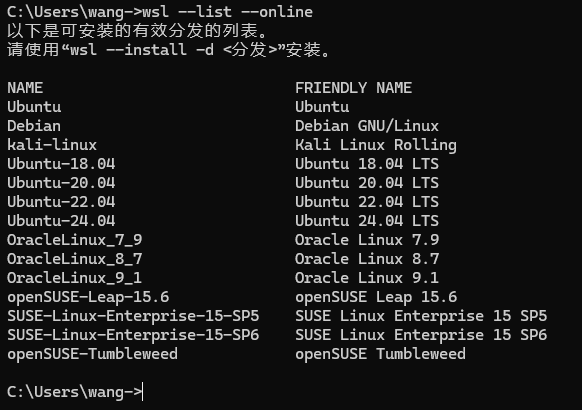 C:\Users\wang->wsl --list --online
以下是可安装的有效分发的列表。
请使用“wsl --install -d <分发>”安装。
NAME FRIENDLY NAME
Ubuntu Ubuntu
Debian Debian GNU/Linux
kali-linux Kali Linux Rolling
Ubuntu-18.04 Ubuntu 18.04 LTS
Ubuntu-20.04 Ubuntu 20.04 LTS
Ubuntu-22.04 Ubuntu 22.04 LTS
Ubuntu-24.04 Ubuntu 24.04 LTS
OracleLinux_7_9 Oracle Linux 7.9
OracleLinux_8_7 Oracle Linux 8.7
OracleLinux_9_1 Oracle Linux 9.1
openSUSE-Leap-15.6 openSUSE Leap 15.6
SUSE-Linux-Enterprise-15-SP5 SUSE Linux Enterprise 15 SP5
SUSE-Linux-Enterprise-15-SP6 SUSE Linux Enterprise 15 SP6
openSUSE-Tumbleweed openSUSE Tumbleweed
C:\Users\wang->